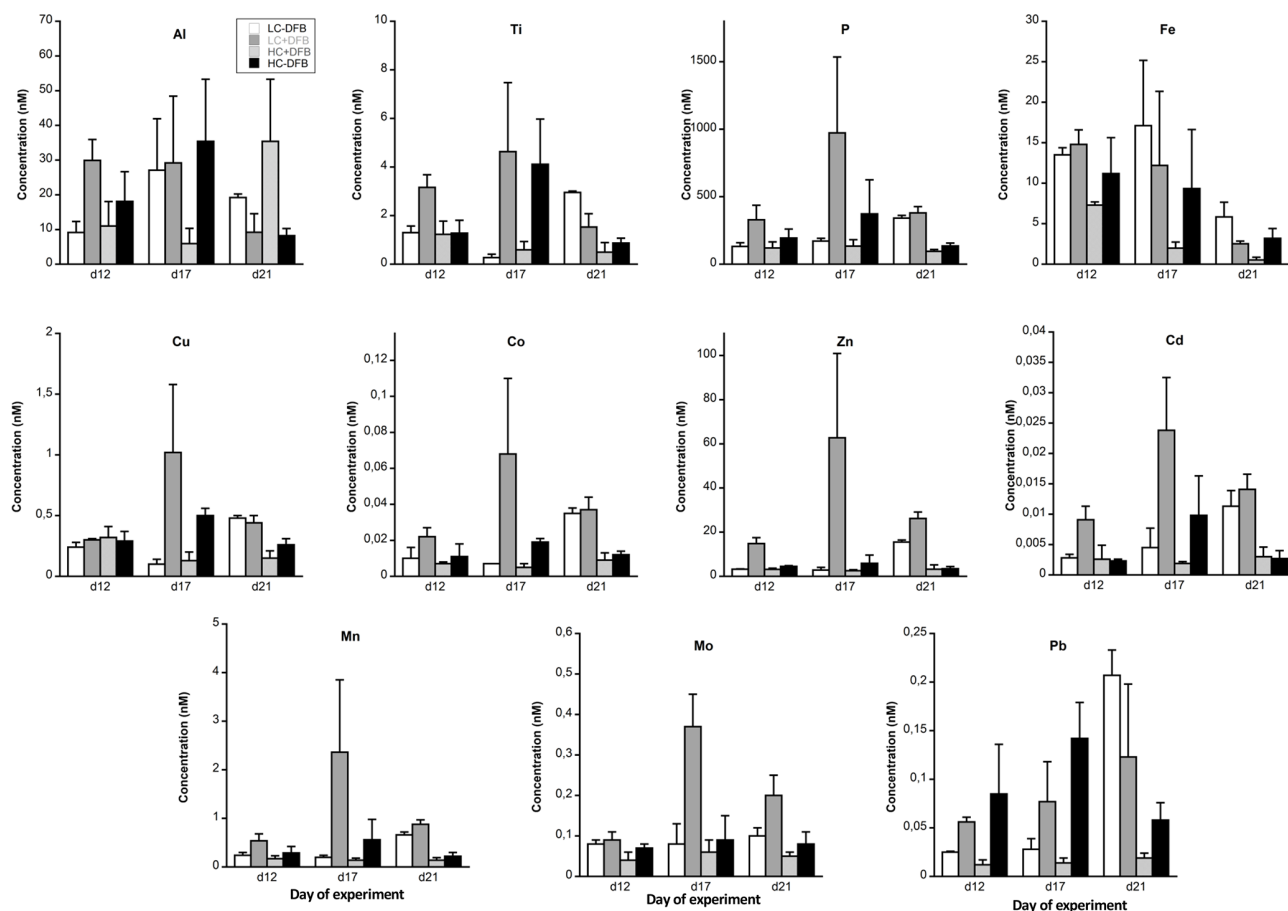 Al
LC-DFB
LC+DFB
HC+DFB
HC-DFB
Concentration (nM)
70
60
50
40
30
20
10
0
d12 d17 d21
Ti
Concentration (nM)
10
8
6
4
2
0
d12 d17 d21
P
Concentration (nM)
1500
1000
500
0
d12 d17 d21
Fe
Concentration (nM)
30
25
20
15
10
5
0
d12 d17 d21
Cu
Concentration (nM)
2
1,5
1
0,5
0
d12 d17 d21
Co
Concentration (nM)
0,12
0,1
0,08
0,06
0,04
0,02
0
d12 d17 d21
Zn
Concentration (nM)
100
80
60
40
20
0
d12 d17 d21
Cd
Concentration (nM)
0,04
0,035
0,03
0,025
0,02
0,015
0,01
0,005
0
d12 d17 d21
Mn
Concentration (nM)
5
4
3
2
1
0
d12 d17 d21
Day of experiment
Mo
Concentration (nM)
0,6
0,5
0,4
0,3
0,2
0,1
0
d12 d17 d21
Day of experiment
Pb
Concentration (nM)
0,25
0,2
0,15
0,1
0,05
0
d12 d17 d21
Day of experiment